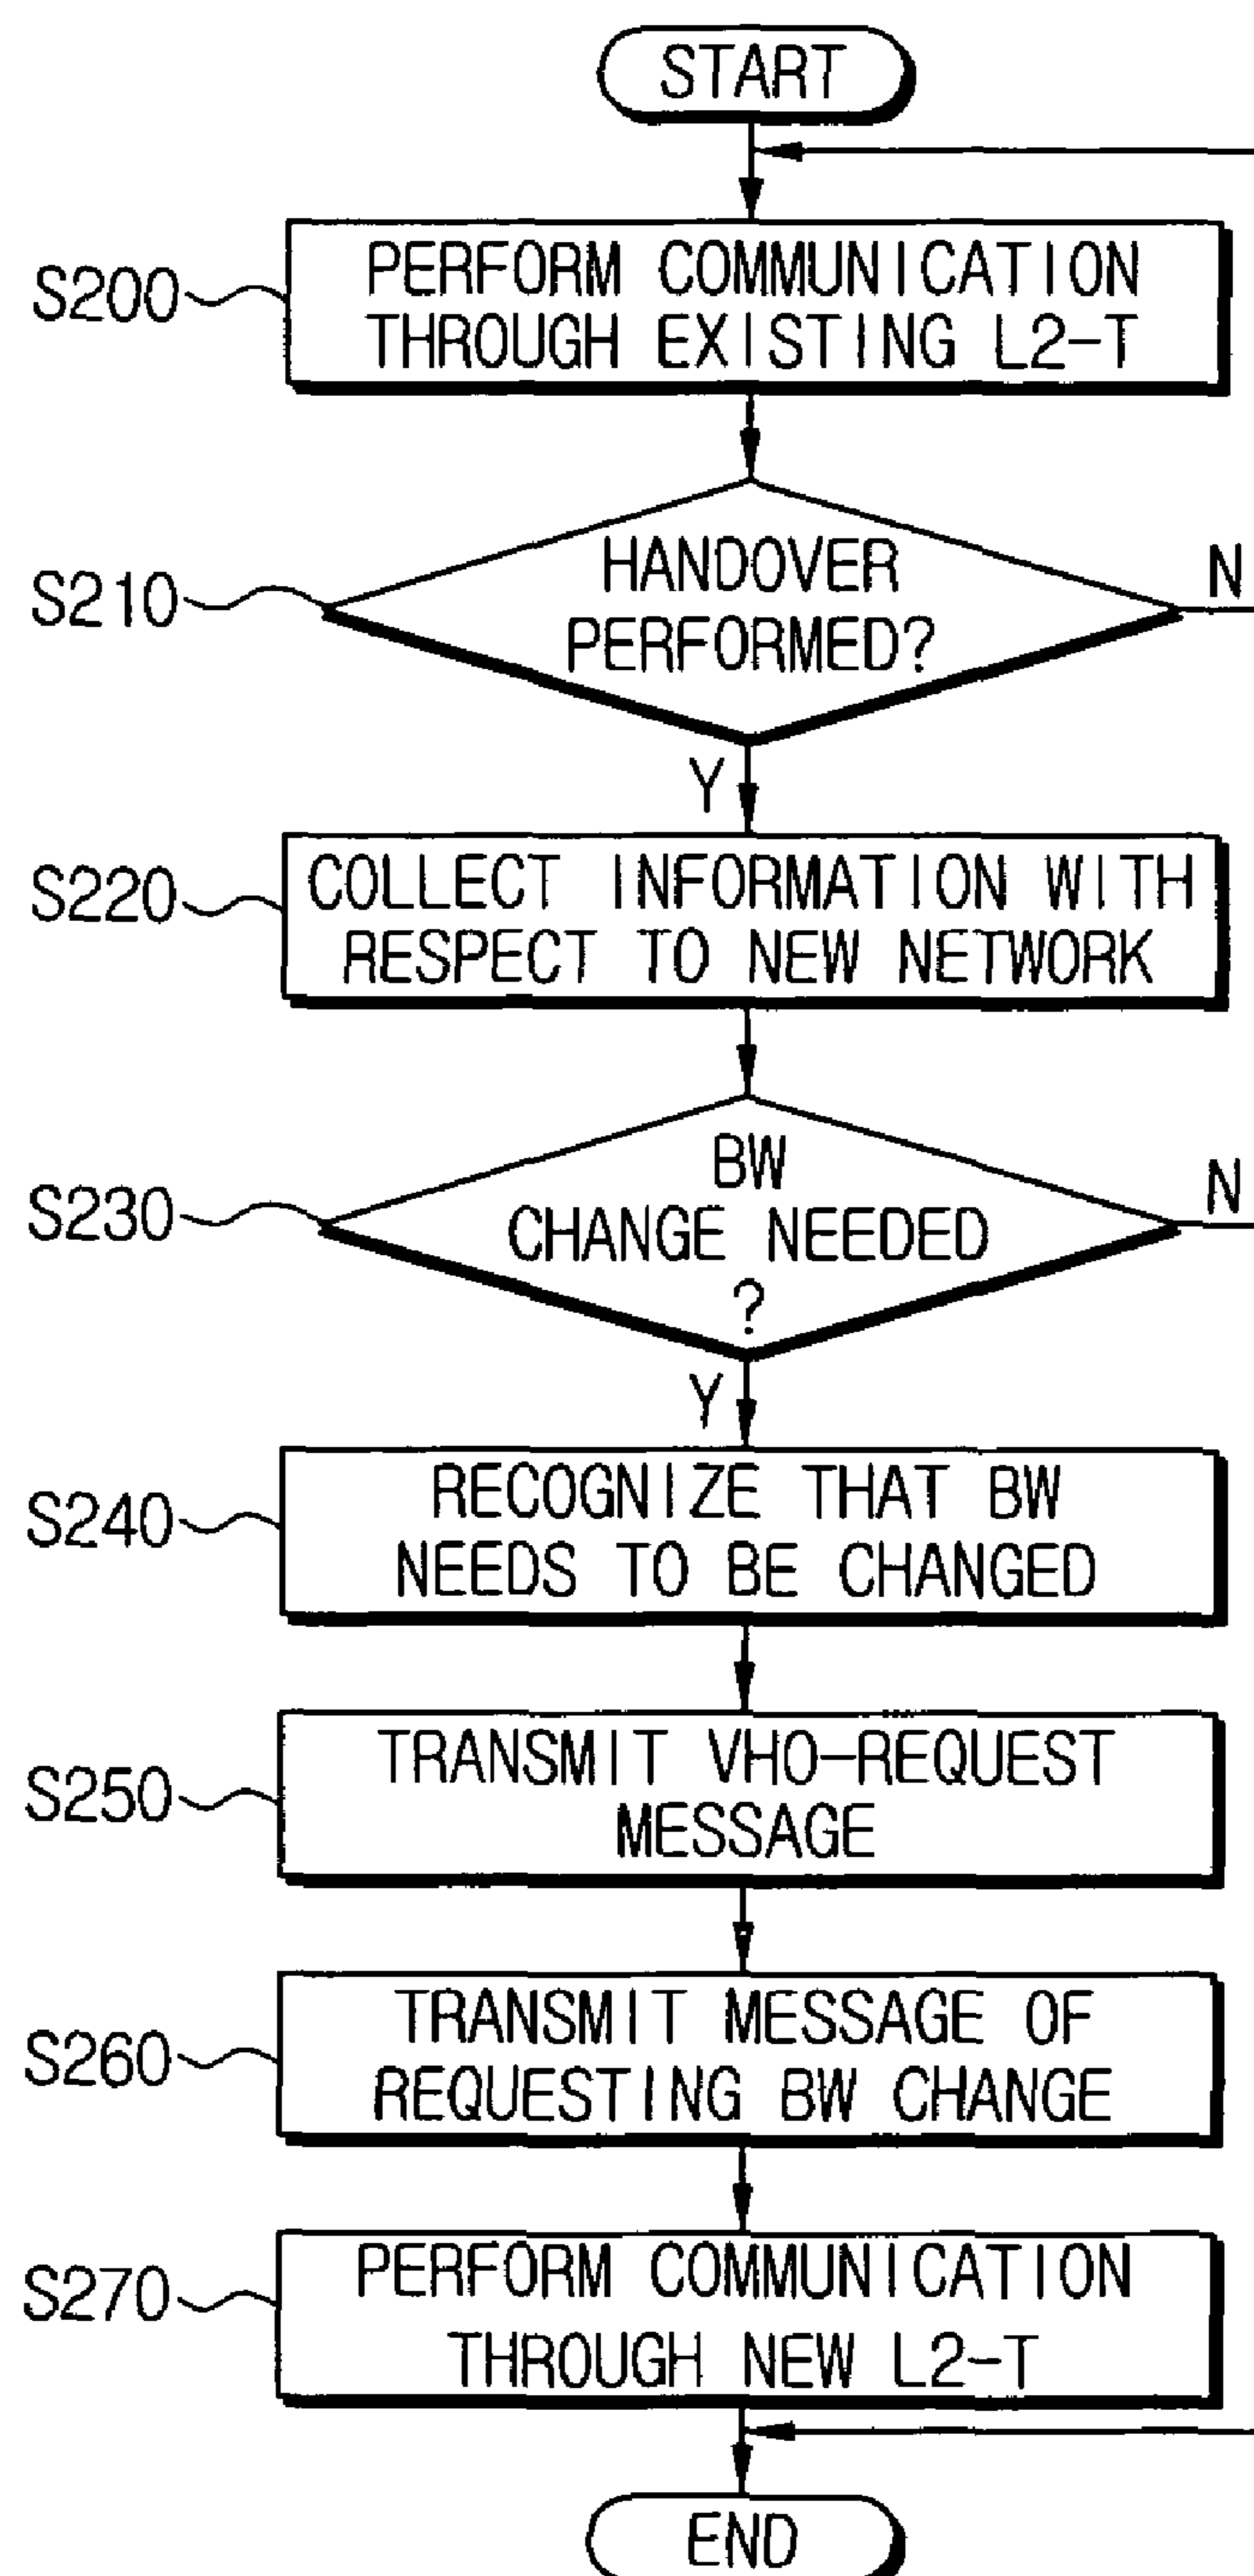 START
S200
PERFORM COMMUNICATION
THROUGH EXISTING L2-T
S210
HANDOVER
PERFORMED?
N
Y
S220
COLLECT INFORMATION WITH
RESPECT TO NEW NETWORK
S230
BW
CHANGE NEEDED
?
N
Y
S240
RECOGNIZE THAT BW
NEEDS TO BE CHANGED
S250
TRANSMIT VHO-REQUEST
MESSAGE
S260
TRANSMIT MESSAGE OF
REQUESTING BW CHANGE
S270
PERFORM COMMUNICATION
THROUGH NEW L2-T
END